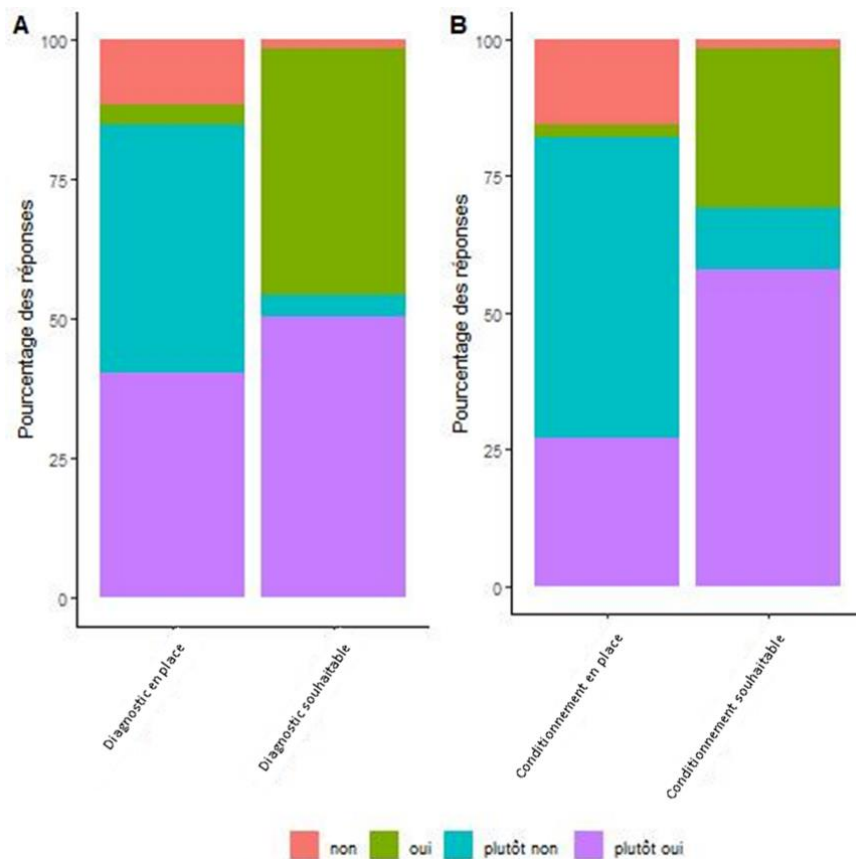 A
Pourcentage des réponses
100
75
50
25
0
Diagnostic en place
Diagnostic souhaitable
B
Pourcentage des réponses
100
75
50
25
0
Conditionnement en place
Conditionnement souhaitable
non oui plutôt non plutôt oui